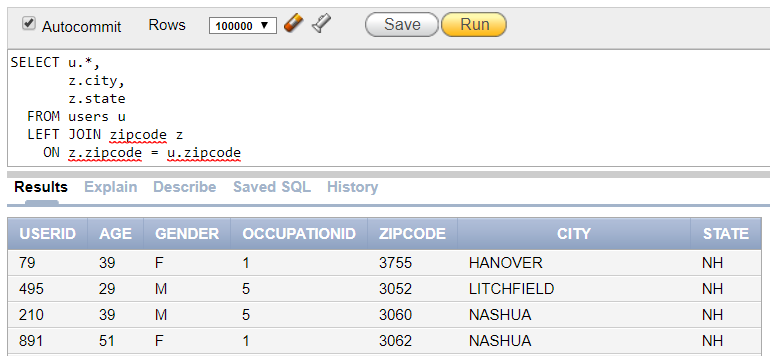 Autocommit Rows 100000 Save Run
SELECT u.*,
z.city,
z.state
FROM users u
LEFT JOIN zipcode z
ON z.zipcode = u.zipcode
Results Explain Describe Saved SQL History
USERID AGE GENDER OCCUPATIONID ZIPCODE CITY STATE
79 39 F 1 3755 HANOVER NH
495 29 M 5 3052 LITCHFIELD NH
210 39 M 5 3060 NASHUA NH
891 51 F 1 3062 NASHUA NH